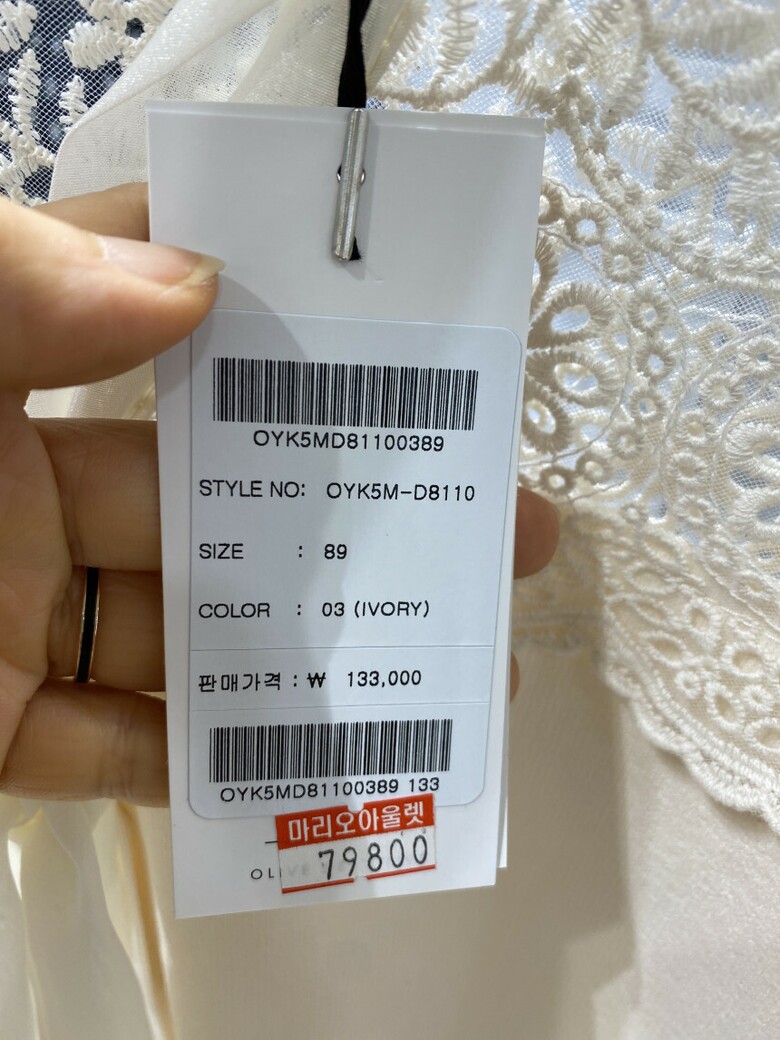 OYK5MD81100389
STYLE NO: OYK5M-D8110
SIZE : 89
COLOR : 03 (IVORY)
판매가격 : ₩ 133,000
OYK5MD81100389 133
마리오아울렛
79800